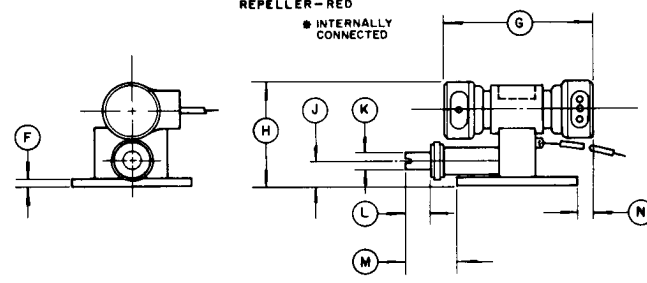 REPELLER-RED
* INTERNALLY
CONNECTED
G
F
H
J
K
L
M
N